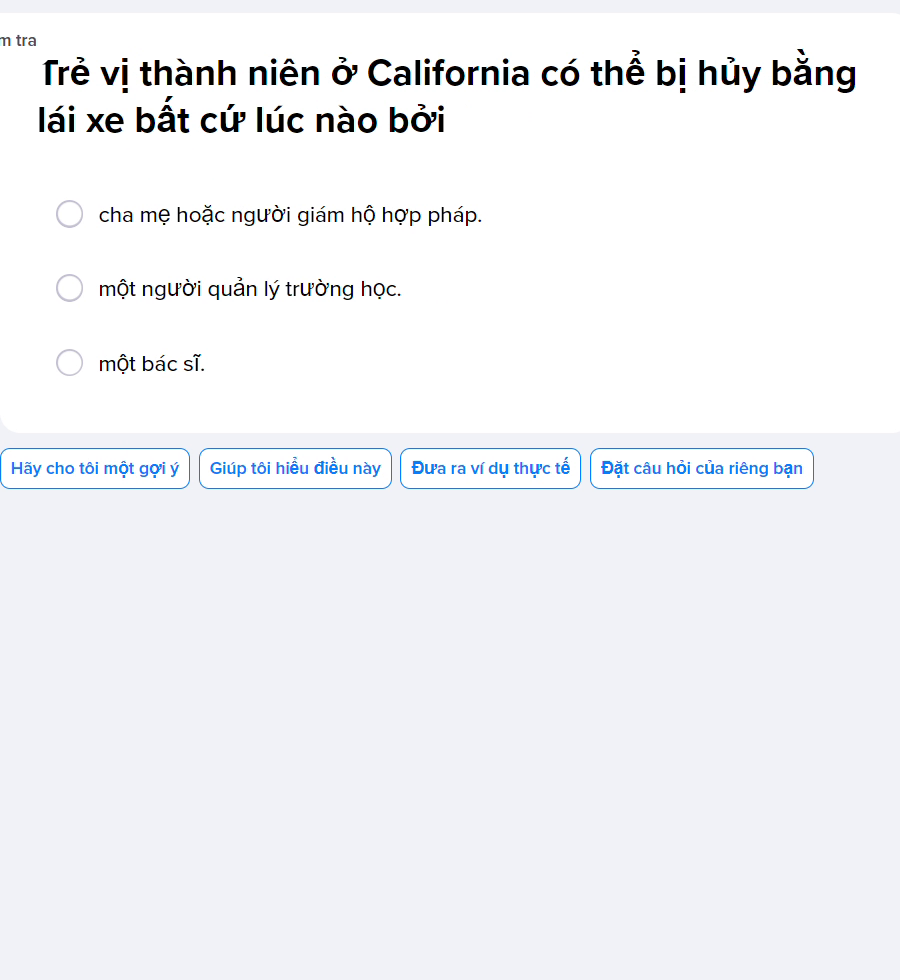 m tra
Trẻ vị thành niên ở California có thể bị hủy bằng
lái xe bất cứ lúc nào bởi
cha mẹ hoặc người giám hộ hợp pháp.
một người quản lý trường học.
một bác sĩ.
Hãy cho tôi một gợi ý
Giúp tôi hiểu điều này
Đưa ra ví dụ thực tế
Đặt câu hỏi của riêng bạn